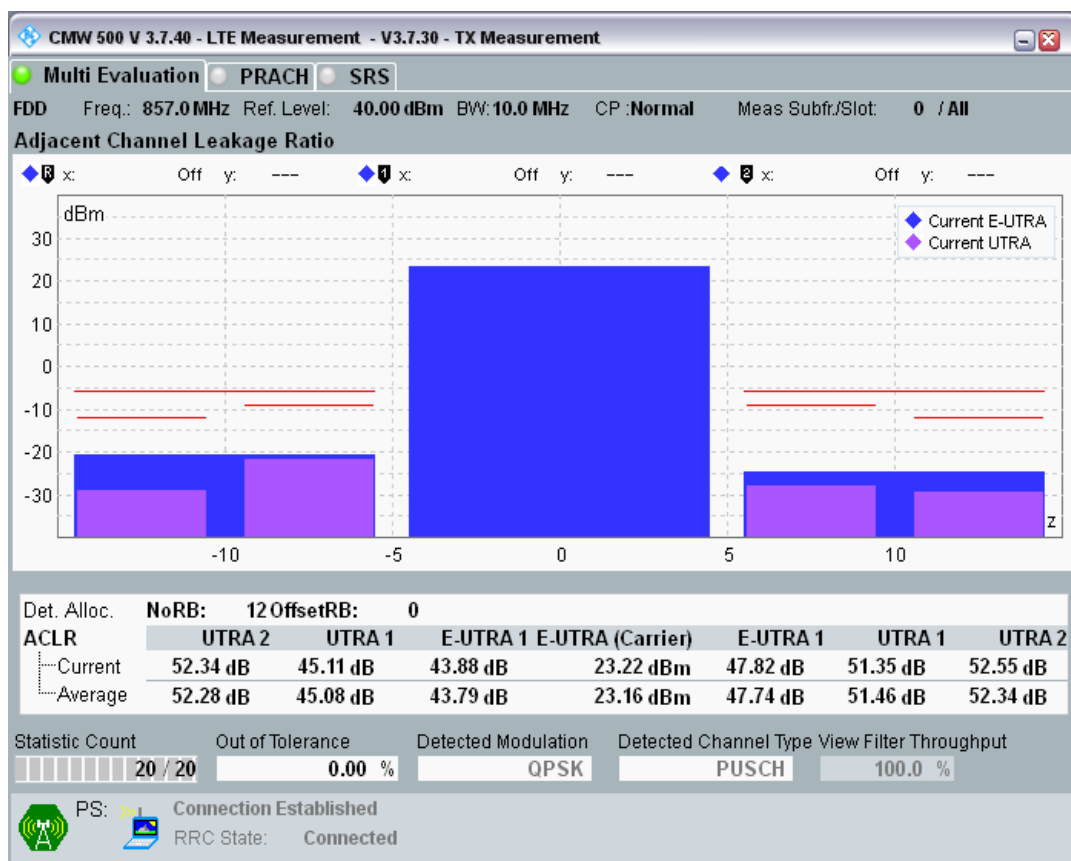 CMW 500 V 3.7.40 - LTE Measurement - V3.7.30 - TX Measurement
Multi Evaluation PRACH SRS
FDD Freq.: 857.0 MHz Ref. Level: 40.00 dBm BW: 10.0 MHz CP :Normal Meas Subfr./Slot: 0 / All
Adjacent Channel Leakage Ratio
R x: Off y: --- 1 x: Off y: --- 2 x: Off y: ---
dBm
Current E-UTRA
Current UTRA
30
20
10
0
-10
-20
-30
z
-10 -5 0 5 10
Det. Alloc. NoRB: 12 OffsetRB: 0
ACLR UTRA 2 UTRA 1 E-UTRA 1 E-UTRA (Carrier) E-UTRA 1 UTRA 1 UTRA 2
Current 52.34 dB 45.11 dB 43.88 dB 23.22 dBm 47.82 dB 51.35 dB 52.55 dB
Average 52.28 dB 45.08 dB 43.79 dB 23.16 dBm 47.74 dB 51.46 dB 52.34 dB
Statistic Count Out of Tolerance Detected Modulation Detected Channel Type View Filter Throughput
20 / 20 0.00 % QPSK PUSCH 100.0 %
PS: Connection Established
RRC State: Connected